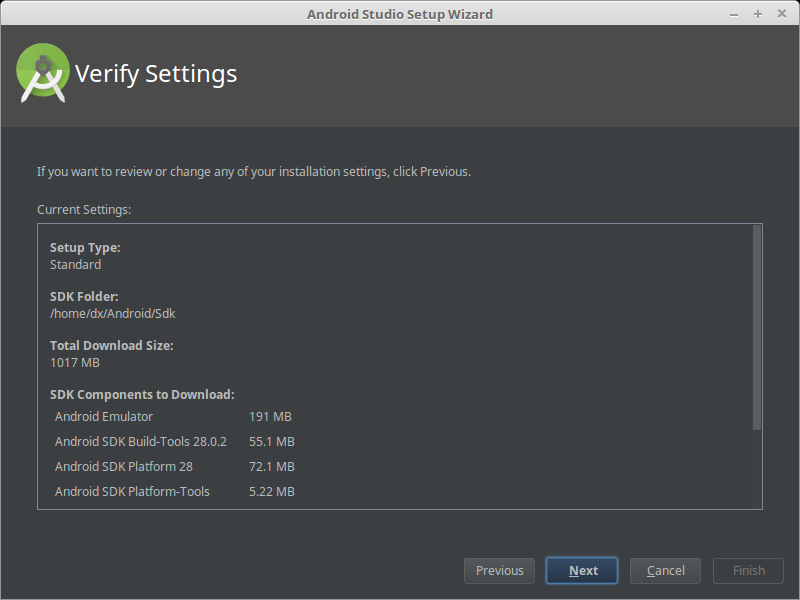 Android Studio Setup Wizard
Verify Settings
If you want to review or change any of your installation settings, click Previous.
Current Settings:
Setup Type:
Standard
SDK Folder:
/home/dx/Android/Sdk
Total Download Size:
1017 MB
SDK Components to Download:
Android Emulator 191 MB
Android SDK Build-Tools 28.0.2 55.1 MB
Android SDK Platform 28 72.1 MB
Android SDK Platform-Tools 5.22 MB
Previous Next Cancel Finish